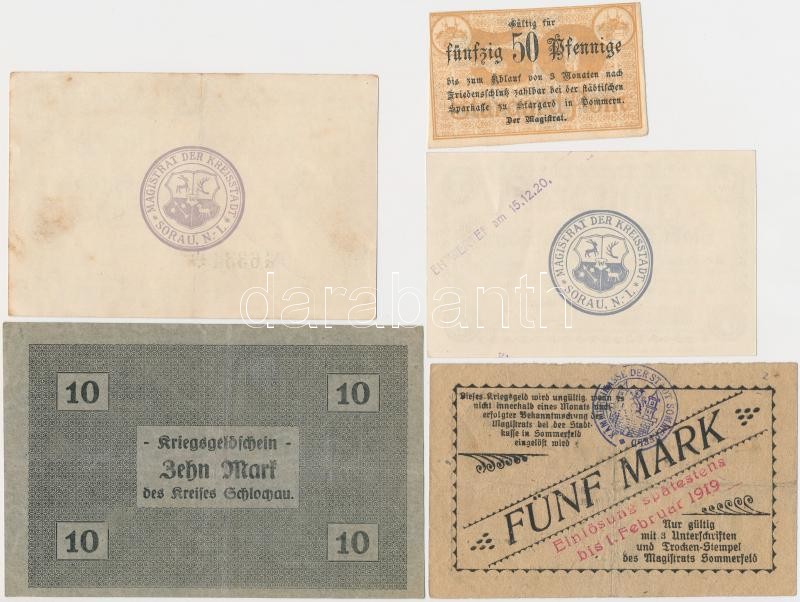 Gültig für
fünfzig 50 Pfennige
bis zum Ablauf von 3 Monaten nach
Friedensschluß zahlbar bei der städtischen
Sparkasse zu Stargard in Pommern.
Der Magistrat.
MAGISTRAT DER KREISSTADT
* SORAU, N.-L. *
ENTWERTET am 15.12.20.
MAGISTRAT DER KREISSTADT
* SORAU, N.-L. *
darabanth
10 10
- Kriegsgeldschein -
Zehn Mark
des Kreises Schlochau.
10 10
Dieses Kriegsgeld wird ungültig, wenn es
nicht innerhalb eines Monats nach
erfolgter Bekanntmachung des
Magistrats bei der Stadt-
kasse in Sommerfeld
eingelöst wird
DER STADT
FÜNF MARK
Einlösung spätestens
bis 1. Februar 1919
Nur gültig
mit 3 Unterschriften
und Trocken-Stempel
des Magistrats Sommerfeld